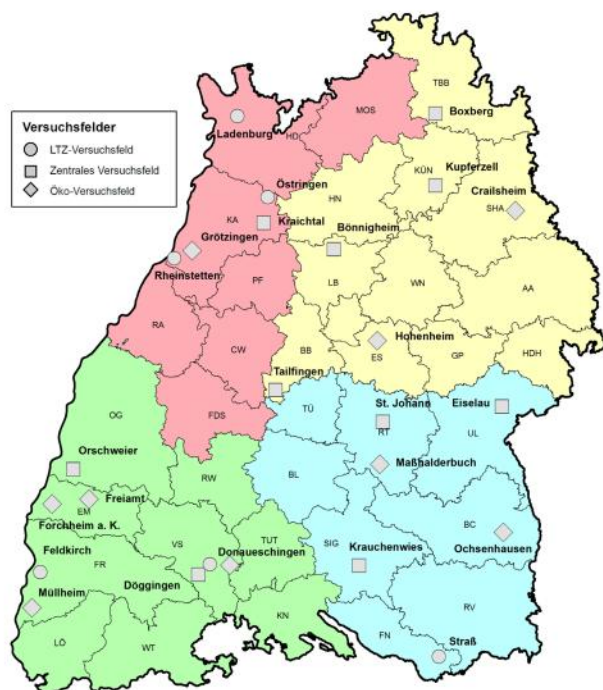 TBB
Boxberg
MOS
Ladenburg
HD
Versuchsfelder
LTZ-Versuchsfeld
Zentrales Versuchsfeld
Öko-Versuchsfeld
KÜN
Kupferzell
Crailsheim
SHA
Östringen
HN
KA
Kraichtal
Bönnigheim
Grötzingen
Rheinstetten
PF
LB
WN
AA
RA
CW
BB
Hohenheim
ES
GP
HDH
Tailfingen
OG
FDS
TÜ
St. Johann
RT
Eiselau
UL
Orschweier
RW
BL
Maßhalderbuch
Freiamt
EM
Forchheim a. K.
VS
TUT
SIG
BC
Ochsenhausen
Feldkirch
FR
Donaueschingen
Döggingen
Krauchenwies
Müllheim
KN
RV
LÖ
WT
FN
Straß